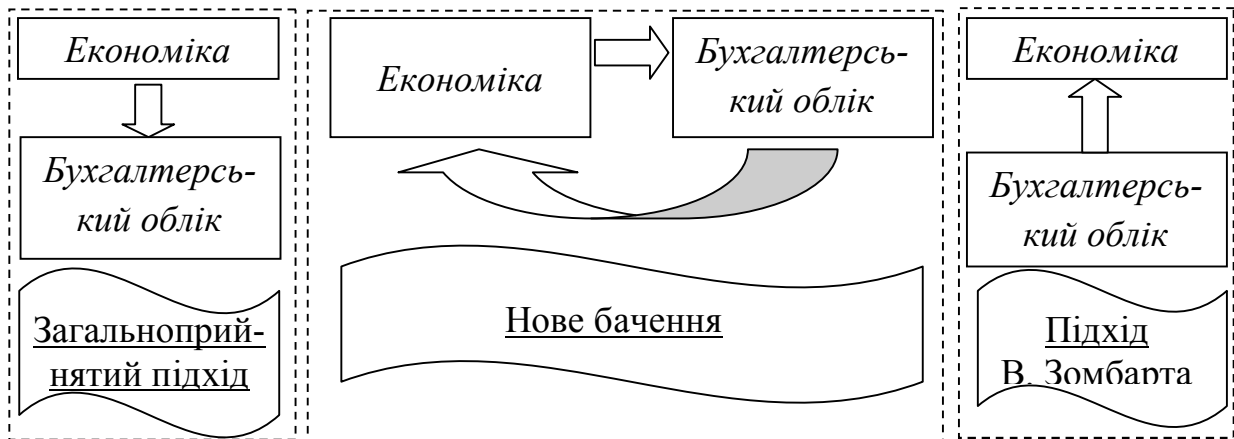 Економіка
Бухгалтерсь-
кий облік
Загальноприй-
нятий підхід
Економіка
Бухгалтерсь-
кий облік
Нове бачення
Економіка
Бухгалтерсь-
кий облік
Підхід
В. Зомбарта